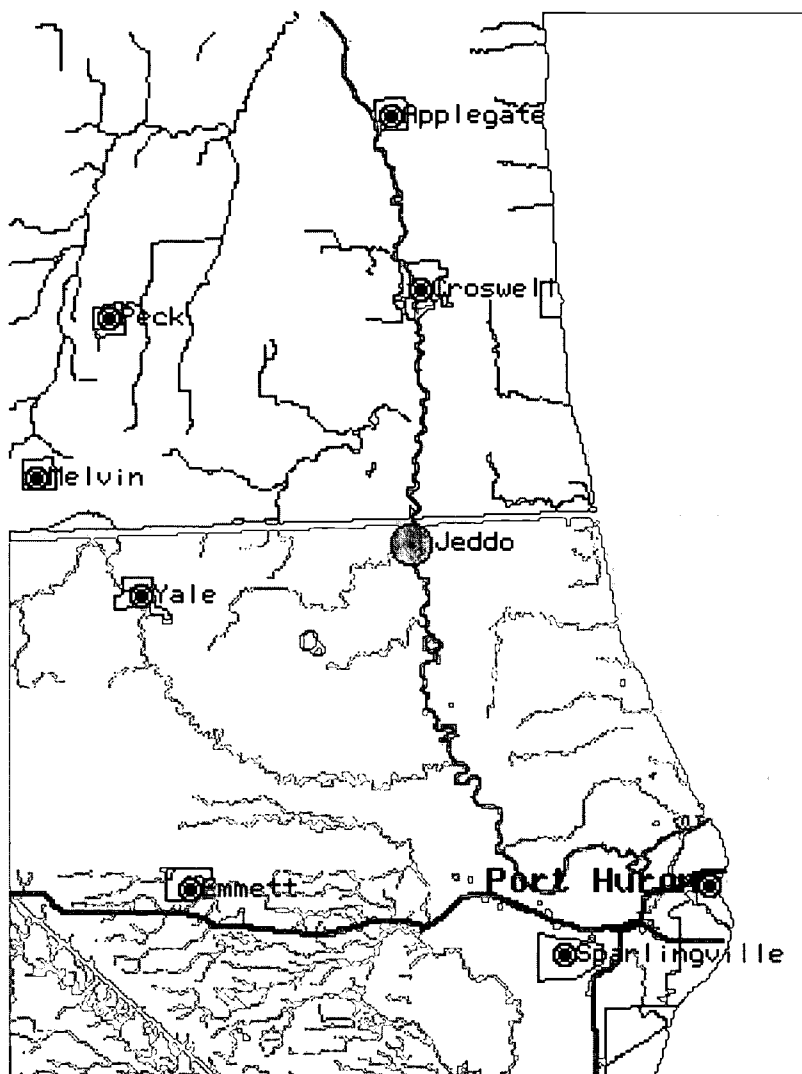 Applegate
Croswell
Peck
Melvin
Jeddo
Yale
Emmett
Port Huron
Sparlingville